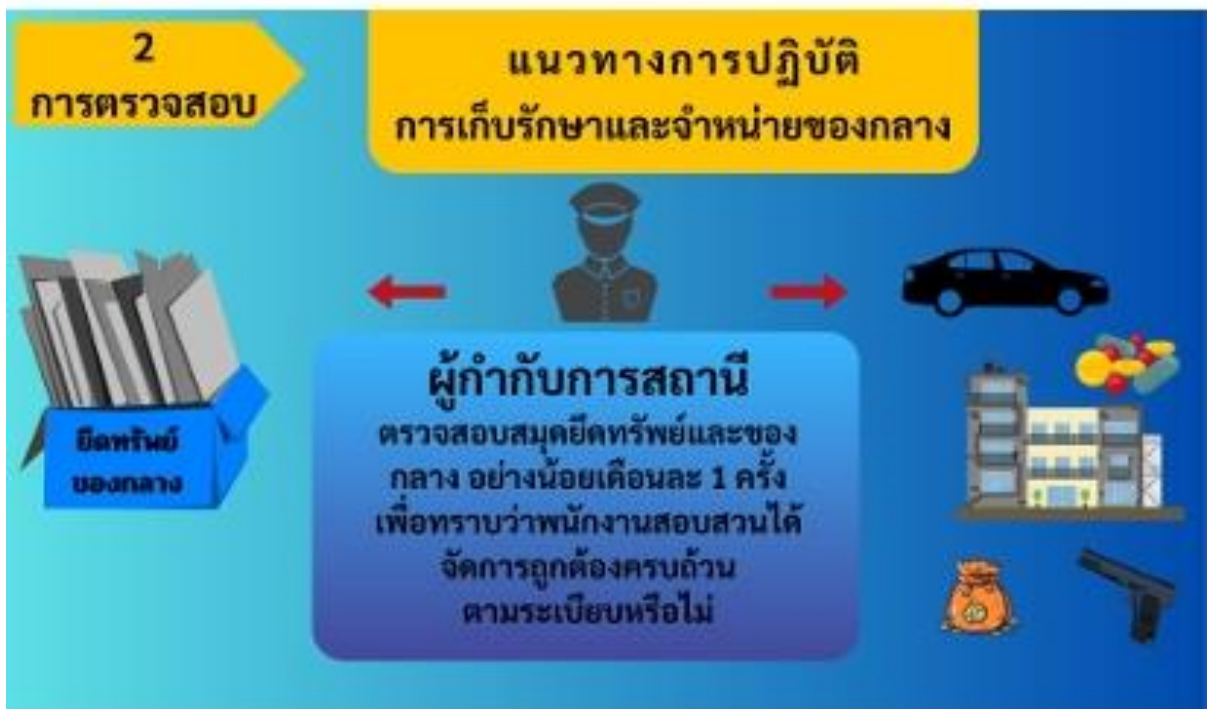 2
การตรวจสอบ
แนวทางการปฏิบัติ
การเก็บรักษาและจำหน่ายของกลาง
ยึดทรัพย์
ของกลาง
ผู้กำกับการสถานี
ตรวจสอบสมุดยึดทรัพย์และของ
กลาง อย่างน้อยเดือนละ 1 ครั้ง
เพื่อทราบว่าพนักงานสอบสวนได้
จัดการถูกต้องครบถ้วน
ตามระเบียบหรือไม่